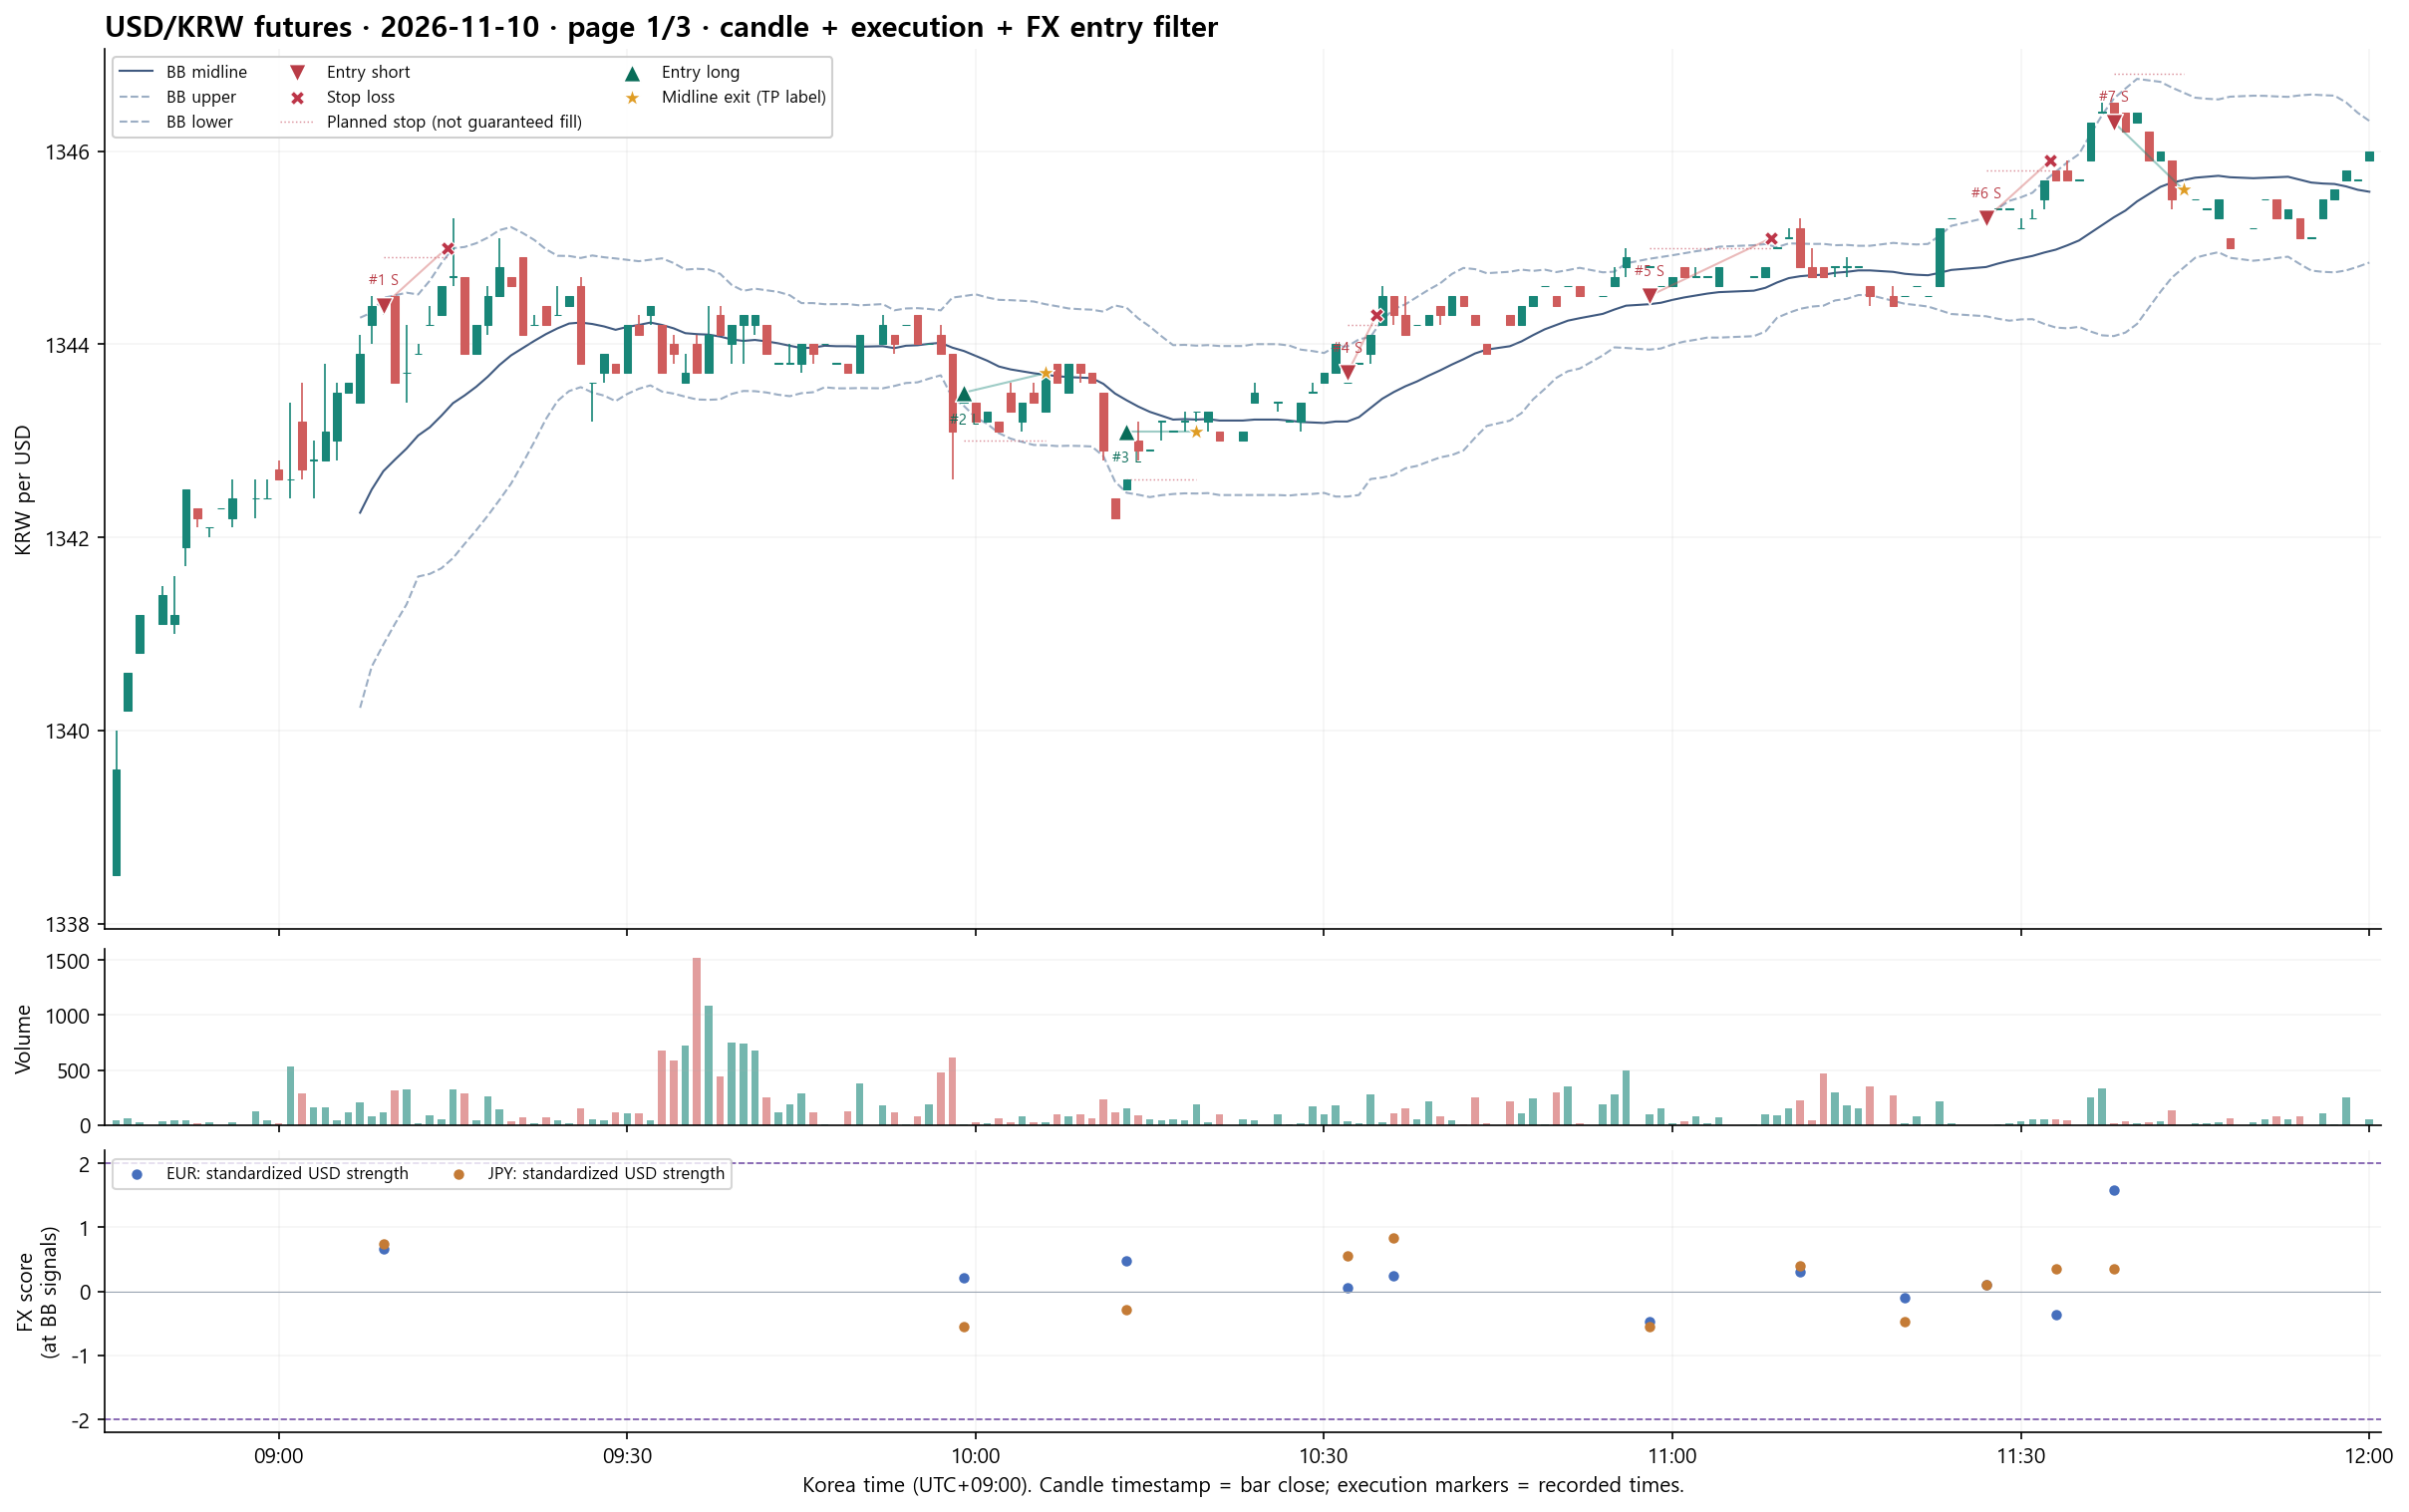 USD/KRW futures · 2026-11-10 · page 1/3 · candle + execution + FX entry filter
BB midline
BB upper
BB lower
Entry short
Stop loss
Planned stop (not guaranteed fill)
Entry long
Midline exit (TP label)
KRW per USD
1346
1344
1342
1340
1338
#1 S
#2 L
#3 L
#4 S
#5 S
#6 S
#7 S
Volume
1500
1000
500
0
EUR: standardized USD strength
JPY: standardized USD strength
FX score
(at BB signals)
2
1
0
-1
-2
09:00
09:30
10:00
10:30
11:00
11:30
12:00
Korea time (UTC+09:00). Candle timestamp = bar close; execution markers = recorded times.